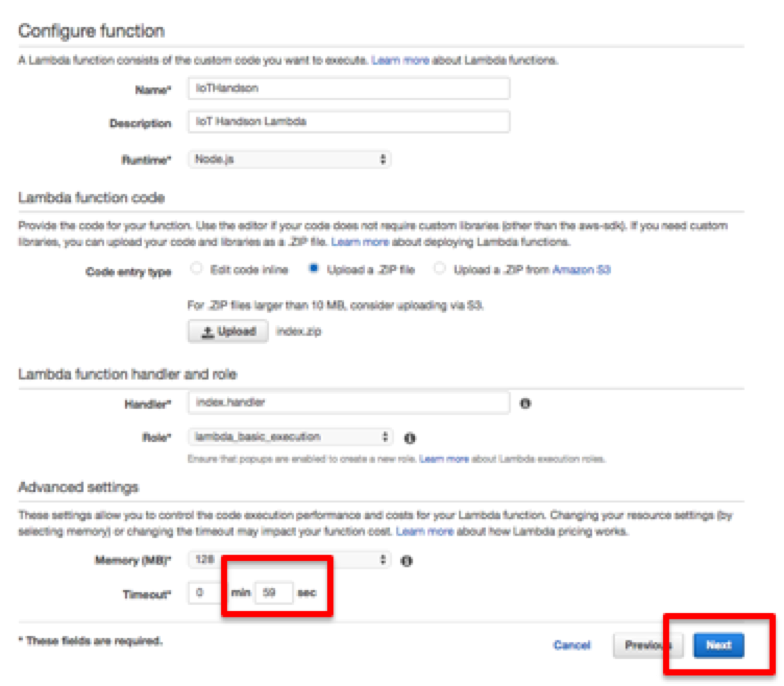 Configure function
A Lambda function consists of the custom code you want to execute. Learn more about Lambda functions.
Name* IoTHandson
Description IoT Handson Lambda
Runtime* Node.js
Lambda function code
Provide the code for your function. Use the editor if your code does not require custom libraries (other than the aws-sdk). If you need custom
libraries, you can upload your code and libraries as a .ZIP file. Learn more about deploying Lambda functions.
Code entry type Edit code inline Upload a .ZIP file Upload a .ZIP from Amazon S3
For .ZIP files larger than 10 MB, consider uploading via S3.
Upload index.zip
Lambda function handler and role
Handler* index.handler
Role* lambda_basic_execution
Ensure that popups are enabled to create a new role. Learn more about Lambda execution roles.
Advanced settings
These settings allow you to control the code execution performance and costs for your Lambda function. Changing your resource settings (by
selecting memory) or changing the timeout may impact your function cost. Learn more about how Lambda pricing works.
Memory (MB)* 128
Timeout* 0 min 59 sec
* These fields are required.
Cancel Previous Next